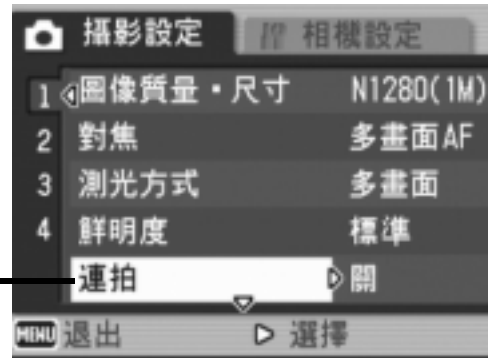 攝影設定 相機設定
1 圖像質量・尺寸 N1280(1M)
2 對焦 多畫面AF
3 測光方式 多畫面
4 鮮明度 標準
連拍 關
MENU 退出 選擇